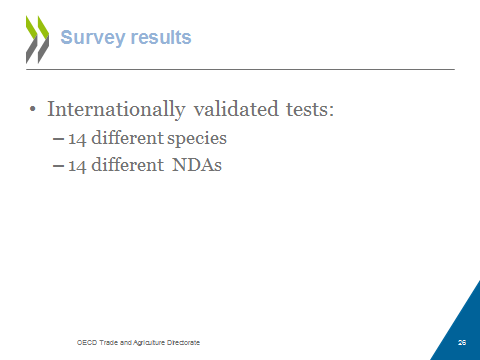 Survey results
• Internationally validated tests:
– 14 different species
– 14 different NDAs
OECD Trade and Agriculture Directorate
26